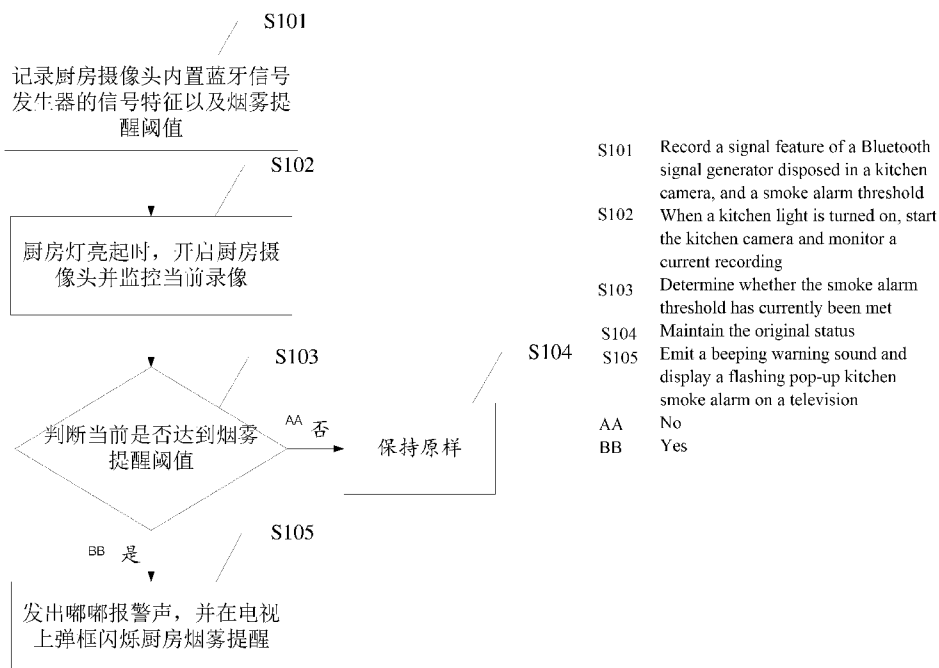 S101
记录厨房摄像头内置蓝牙信号
发生器的信号特征以及烟雾提
醒阈值
S102
厨房灯亮起时，开启厨房摄
像头并监控当前录像
S103
判断当前是否达到烟雾
提醒阈值
AA 否
S104
保持原样
BB 是
S105
发出嘟嘟报警声，并在电视
上弹框闪烁厨房烟雾提醒
S101 Record a signal feature of a Bluetooth
signal generator disposed in a kitchen
camera, and a smoke alarm threshold
S102 When a kitchen light is turned on, start
the kitchen camera and monitor a
current recording
S103 Determine whether the smoke alarm
threshold has currently been met
S104 Maintain the original status
S105 Emit a beeping warning sound and
display a flashing pop-up kitchen
smoke alarm on a television
AA No
BB Yes